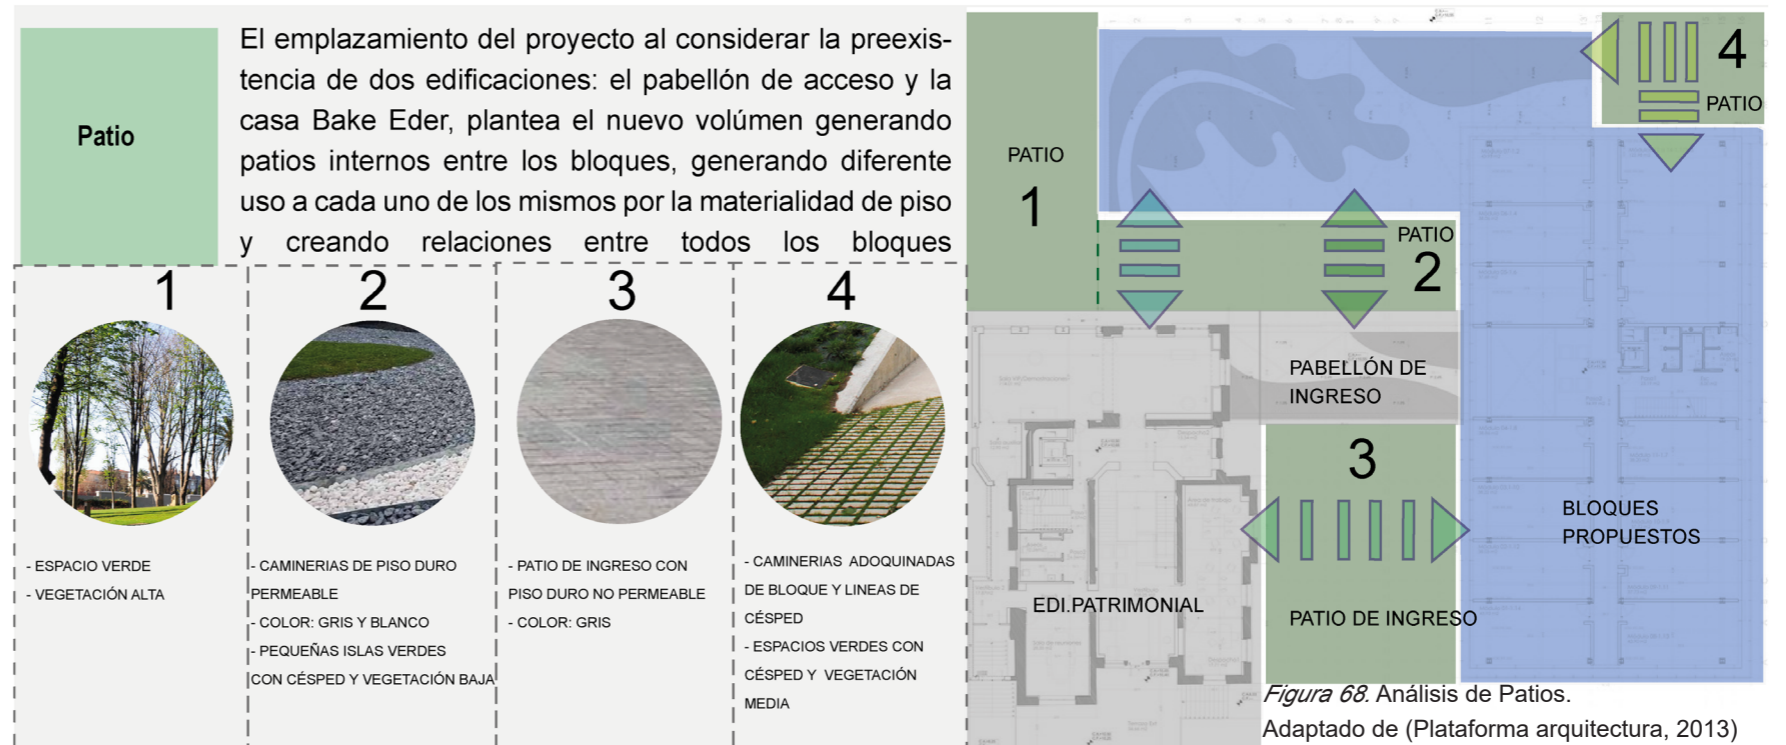 Patio
El emplazamiento del proyecto al considerar la preexis-
tencia de dos edificaciones: el pabellón de acceso y la
casa Bake Eder, plantea el nuevo volúmen generando
patios internos entre los bloques, generando diferente
uso a cada uno de los mismos por la materialidad de piso
y creando relaciones entre todos los bloques
1
- ESPACIO VERDE
- VEGETACIÓN ALTA
2
- CAMINERIAS DE PISO DURO
PERMEABLE
- COLOR: GRIS Y BLANCO
- PEQUEÑAS ISLAS VERDES
CON CÉSPED Y VEGETACIÓN BAJA
3
- PATIO DE INGRESO CON
PISO DURO NO PERMEABLE
- COLOR: GRIS
4
- CAMINERIAS ADOQUINADAS
DE BLOQUE Y LINEAS DE
CÉSPED
- ESPACIOS VERDES CON
CÉSPED Y VEGETACIÓN
MEDIA
PATIO
1
4
PATIO
PATIO
2
PABELLÓN DE
INGRESO
3
BLOQUES
PROPUESTOS
EDI.PATRIMONIAL
PATIO DE INGRESO
Figura 68. Análisis de Patios.
Adaptado de (Plataforma arquitectura, 2013)